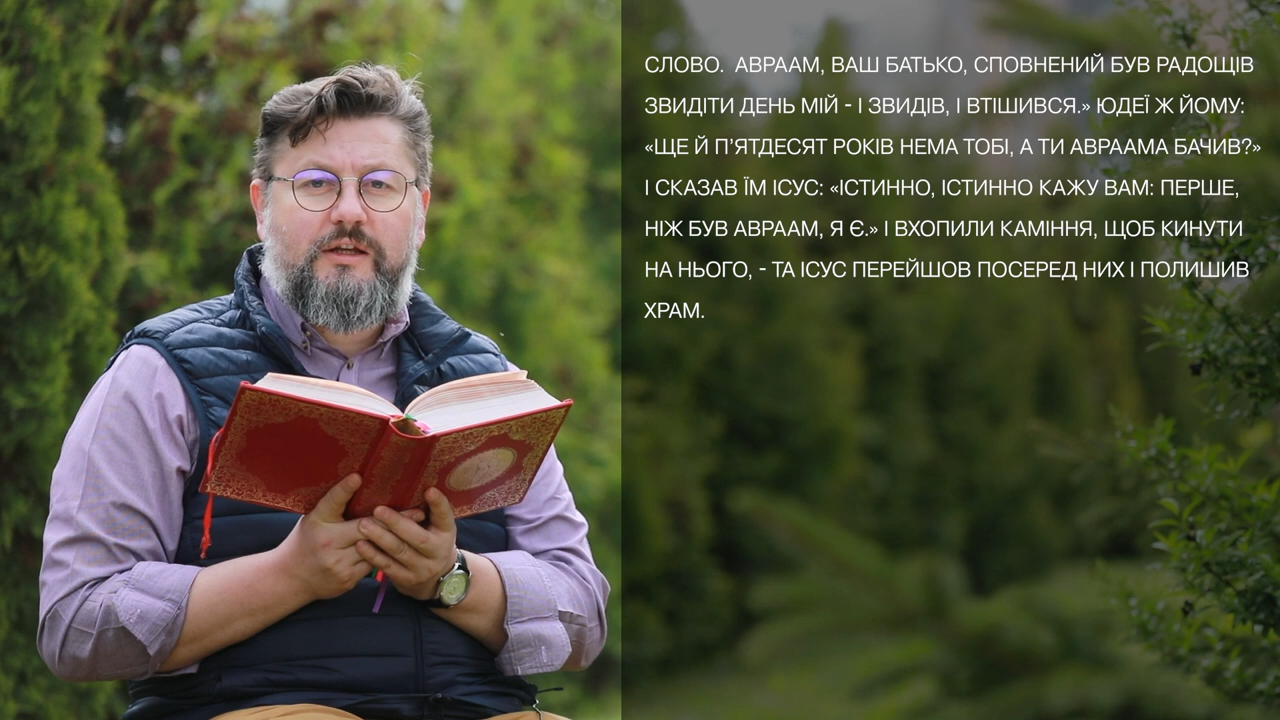 СЛОВО.  АВРААМ, ВАШ БАТЬКО, СПОВНЕНИЙ БУВ РАДОЩІВ
ЗВИДІТИ ДЕНЬ МІЙ - І ЗВИДІВ, І ВТІШИВСЯ.» ЮДЕЇ Ж ЙОМУ:
«ЩЕ Й П’ЯТДЕСЯТ РОКІВ НЕМА ТОБІ, А ТИ АВРААМА БАЧИВ?»
І СКАЗАВ ЇМ ІСУС: «ІСТИННО, ІСТИННО КАЖУ ВАМ: ПЕРШЕ,
НІЖ БУВ АВРААМ, Я Є.» І ВХОПИЛИ КАМІННЯ, ЩОБ КИНУТИ
НА НЬОГО, - ТА ІСУС ПЕРЕЙШОВ ПОСЕРЕД НИХ І ПОЛИШИВ
ХРАМ.